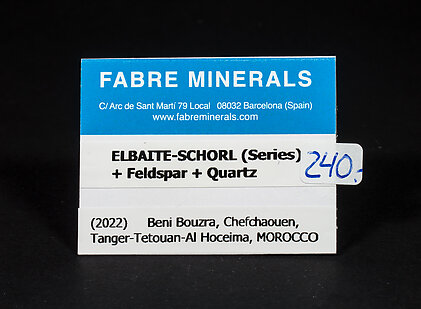 FABRE MINERALS
C/ Arc de Sant Martí 79 Local 08032 Barcelona (Spain)
www.fabreminerals.com
ELBAITE-SCHORL (Series)
240.-
+ Feldspar + Quartz
(2022) Beni Bouzra, Chefchaouen,
Tanger-Tetouan-Al Hoceima, MOROCCO